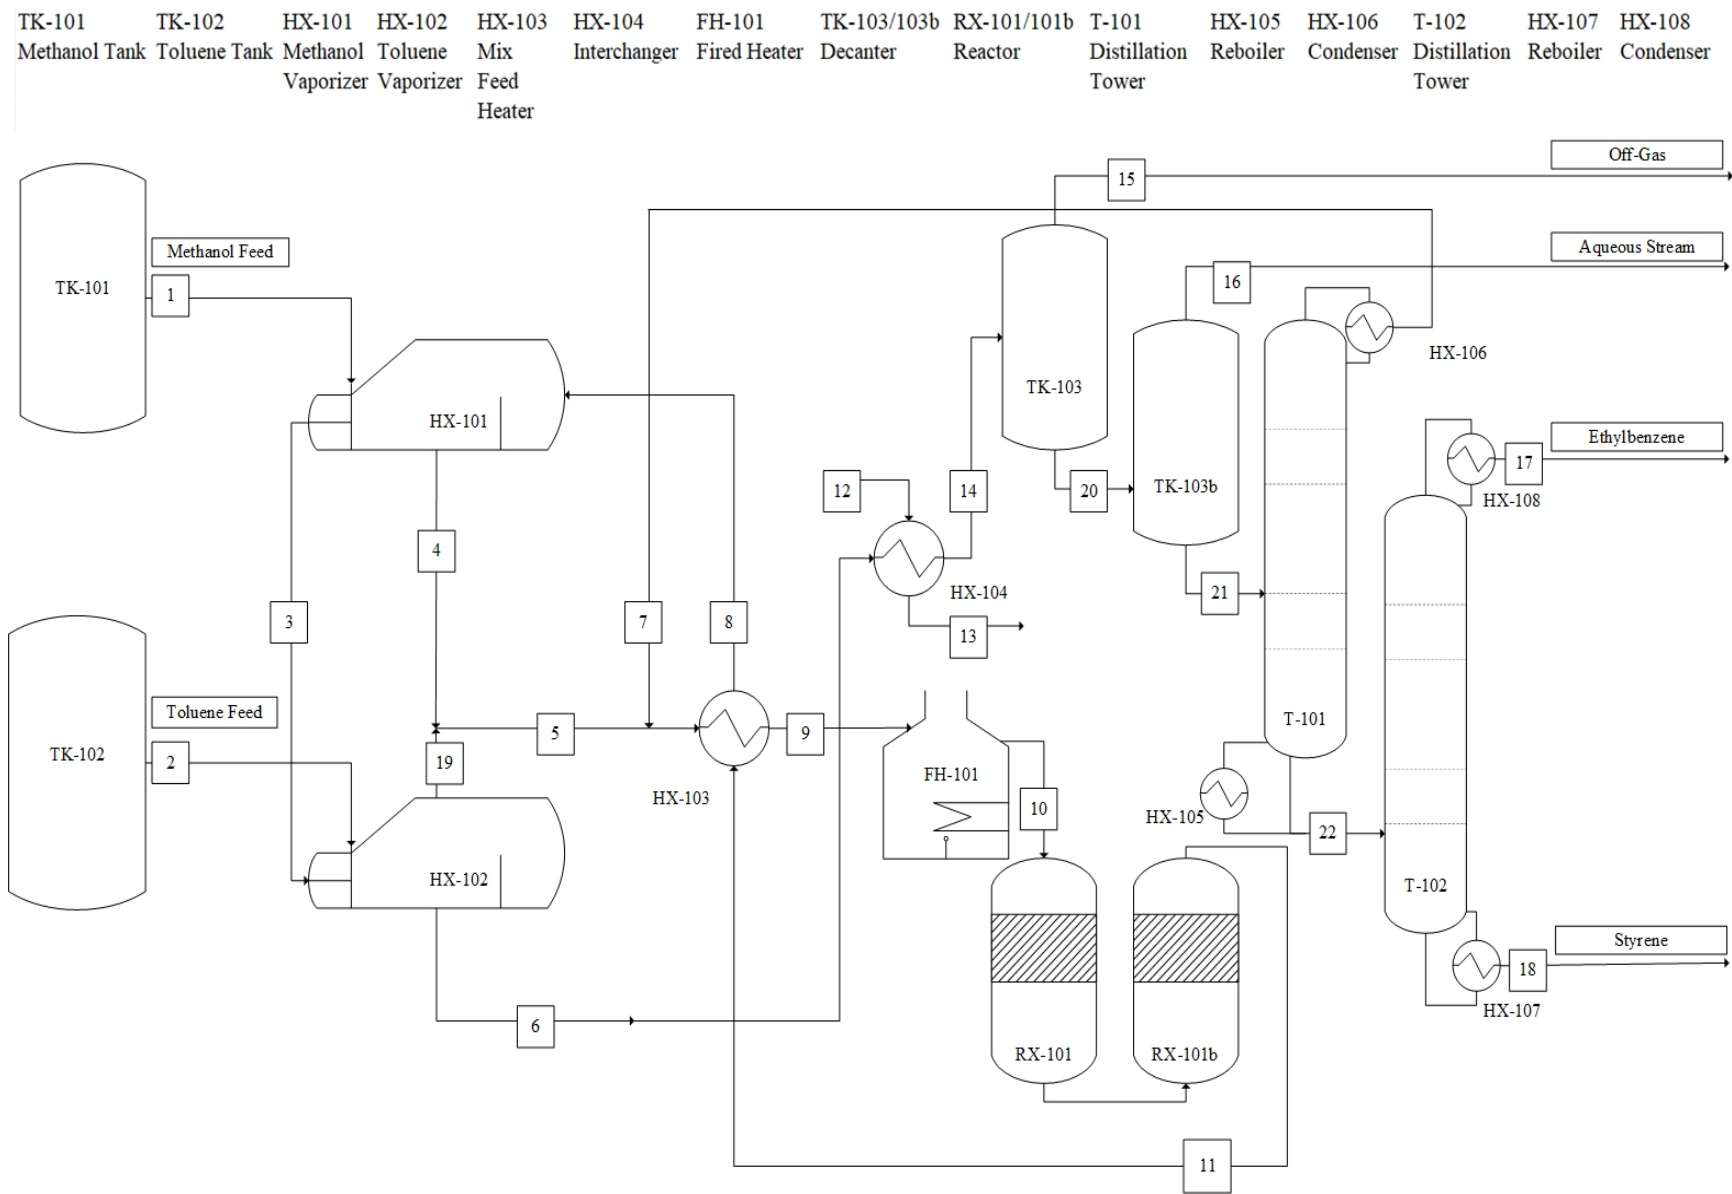 TK-101 TK-102 HX-101 HX-102 HX-103 HX-104 FH-101 TK-103/103b RX-101/101b T-101 HX-105 HX-106 T-102 HX-107 HX-108
Methanol Tank Toluene Tank Methanol Toluene Mix Interchanger Fired Heater Decanter Reactor Distillation Reboiler Condenser Distillation Reboiler Condenser
Vaporizer Vaporizer Feed Tower Tower
Heater
Off-Gas
15
Methanol Feed
Aqueous Stream
TK-101
1
16
HX-106
TK-103
HX-101
Ethylbenzene
17
12
14
20
TK-103b
HX-108
4
HX-104
21
3
7
8
13
Toluene Feed
T-101
5
9
TK-102
2
19
FH-101
HX-103
10
HX-105
22
HX-102
T-102
Styrene
18
HX-107
6
RX-101
RX-101b
11